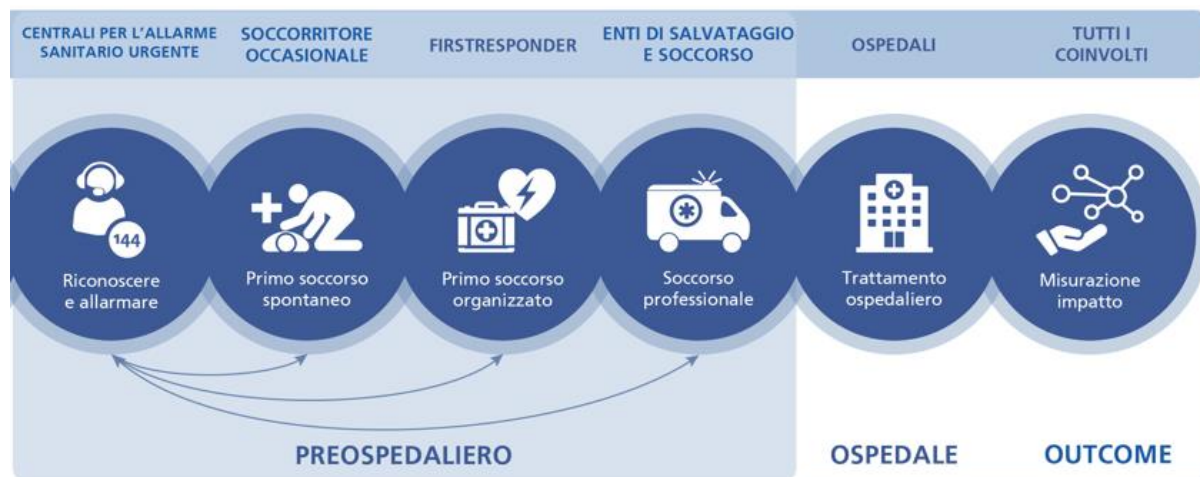 CENTRALI PER L'ALLARME
SANITARIO URGENTE
SOCCORRITORE
OCCASIONALE
FIRSTRESPONDER
ENTI DI SALVATAGGIO
E SOCCORSO
OSPEDALI
TUTTI I
COINVOLTI
144
Riconoscere
e allarmare
Primo soccorso
spontaneo
Primo soccorso
organizzato
Soccorso
professionale
Trattamento
ospedaliero
Misurazione
impatto
PREOSPEDALIERO
OSPEDALE
OUTCOME